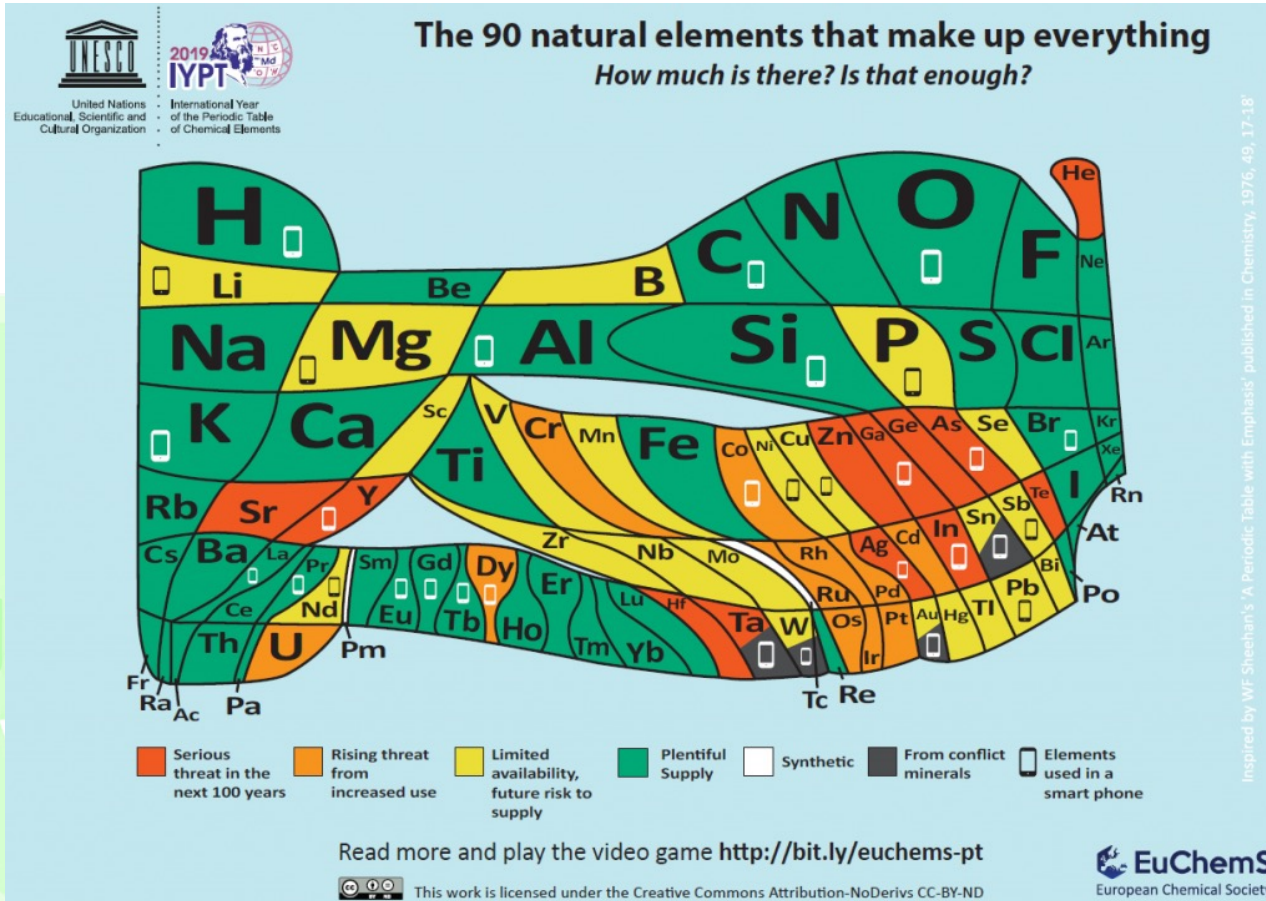 The 90 natural elements that make up everything
How much is there? Is that enough?
UNESCO
2019
IYPT
N C
Md
O W
United Nations
Educational, Scientific and
Cultural Organization
International Year
of the Periodic Table
of Chemical Elements
H C N O F He
Li Be B Ne
Na Mg Al Si P S Cl Ar
K Ca Sc Ti V Cr Mn Fe Co Ni Cu Zn Ga Ge As Se Br Kr
Rb Sr Y Zr Nb Mo Rh Ag Cd In Sn Sb Te I Xe Rn
Cs Ba La Pr Sm Gd Dy Er Lu Hf Ru Pd Bi At
Ce Nd Eu Tb Ho Tm Yb Ta W Os Ir Pt Au Hg Tl Pb Po
Th U Pm
Fr Ra Ac Pa Tc Re
Serious
threat in the
next 100 years
Rising threat
from
increased use
Limited
availability,
future risk to
supply
Plentiful
Supply
Synthetic
From conflict
minerals
Elements
used in a
smart phone
Read more and play the video game http://bit.ly/euchems-pt
cc BY ND
This work is licensed under the Creative Commons Attribution-NoDerivs CC-BY-ND
EuChemS
European Chemical Society
Inspired by WF Sheehan's 'A Periodic Table with Emphasis' published in Chemistry, 1976, 49, 17-18'